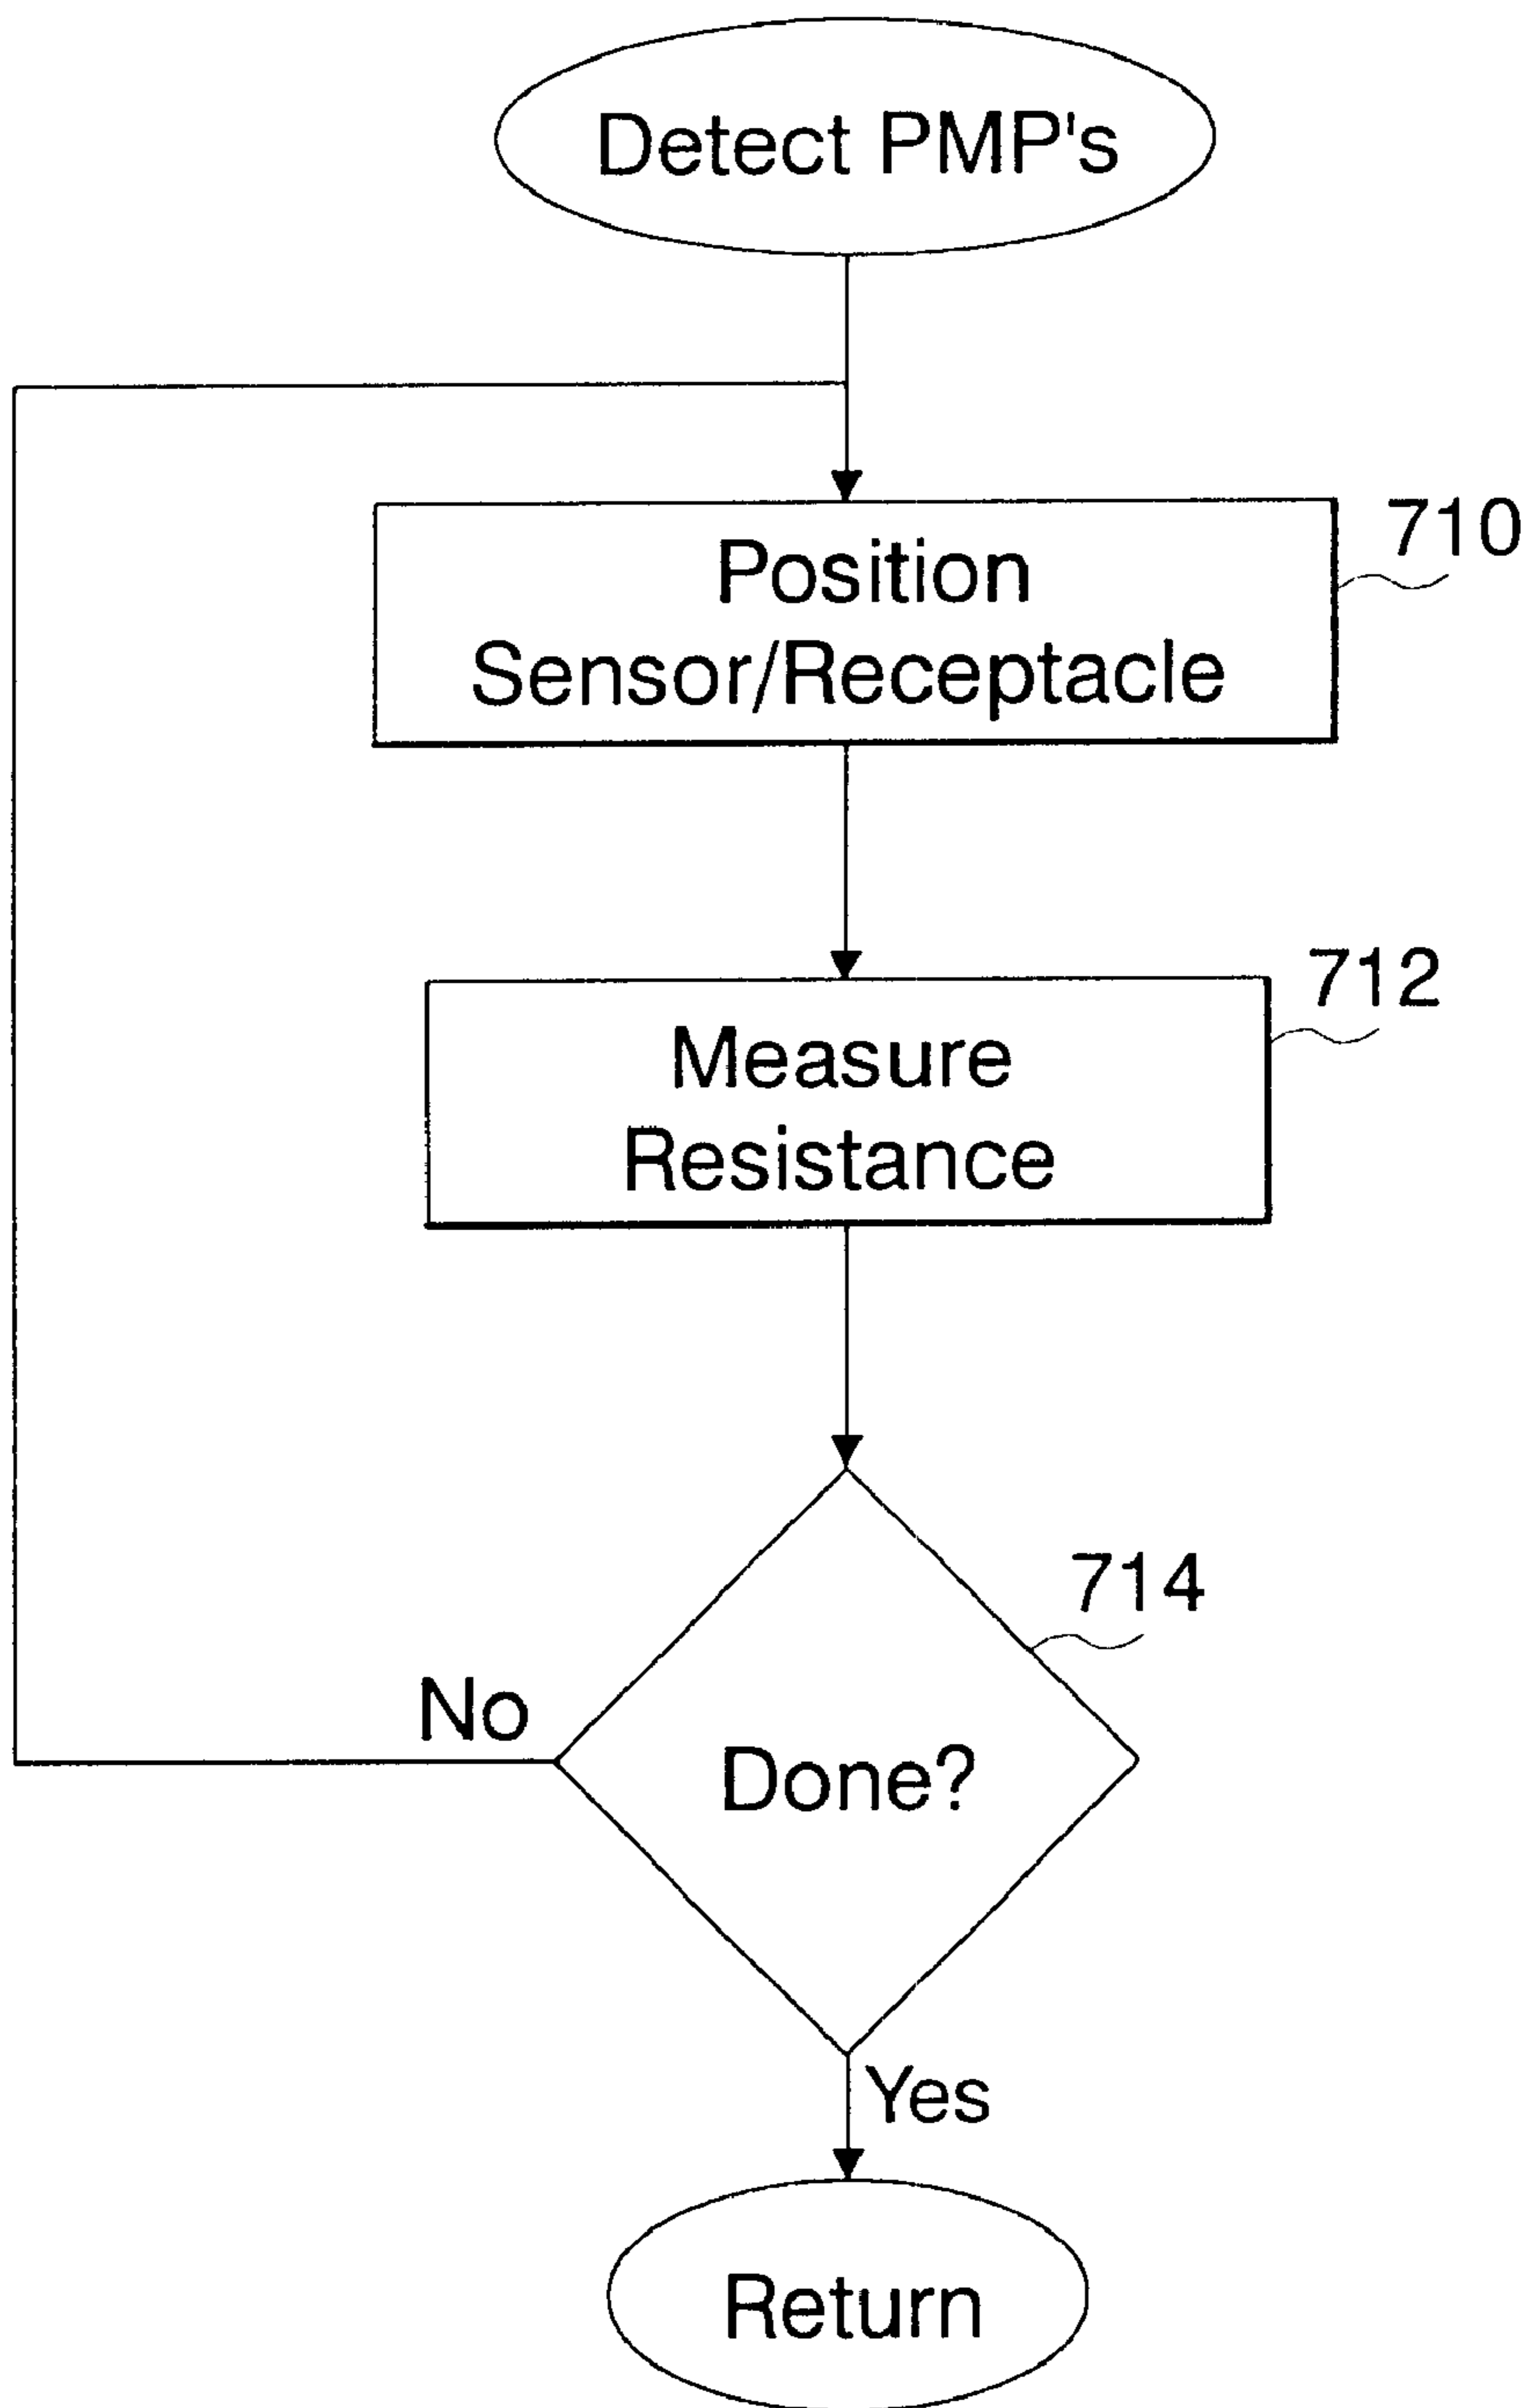 Detect PMP's
710
Position
Sensor/Receptacle
712
Measure
Resistance
714
No
Done?
Yes
Return